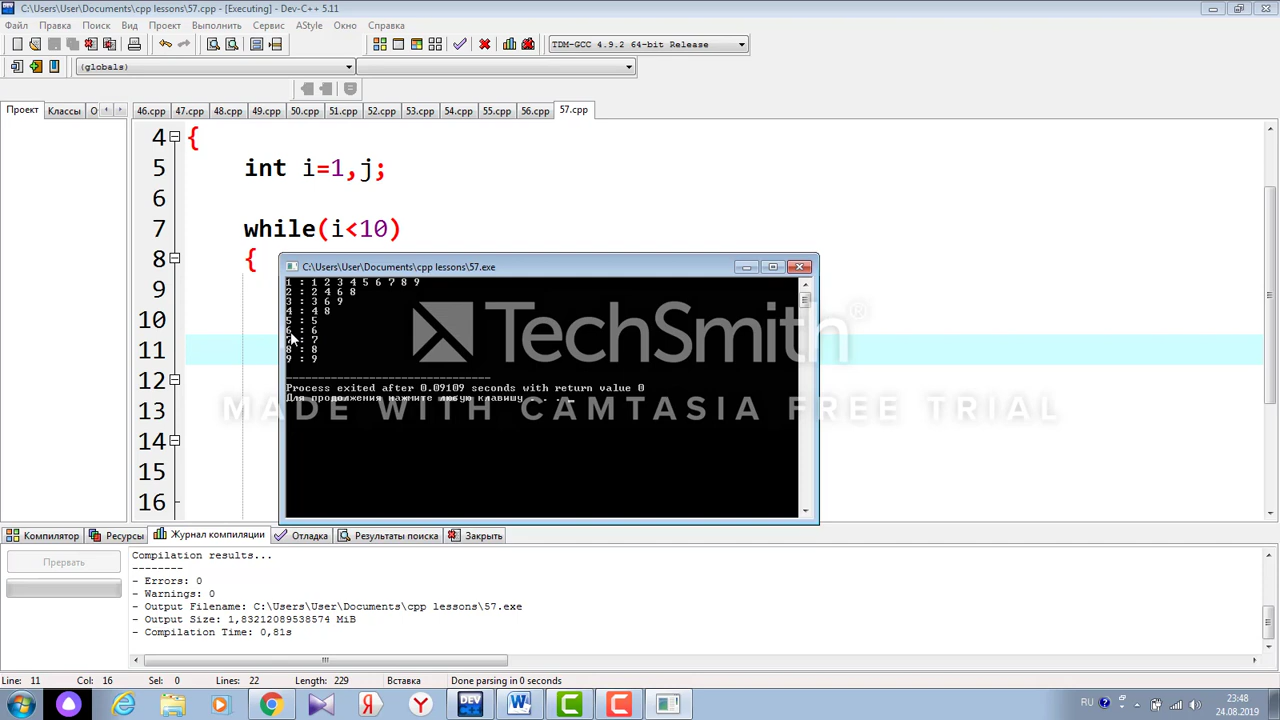 C:\Users\User\Documents\cpp lessons\57.cpp - [Executing] - Dev-C++ 5.11
Файл Правка Поиск Вид Проект Выполнить Сервис AStyle Окно Справка
TDM-GCC 4.9.2 64-bit Release
(globals)
Проект Классы О 46.cpp 47.cpp 48.cpp 49.cpp 50.cpp 51.cpp 52.cpp 53.cpp 54.cpp 55.cpp 56.cpp 57.cpp
4 {
5 int i=1,j;
6
7 while(i<10)
8 {
9
10
11
12
13
14
15
16
C:\Users\User\Documents\cpp lessons\57.exe
1 : 1 2 3 4 5 6 7 8 9
2 : 2 4 6 8
3 : 3 6 9
4 : 4 8
5 : 5
6 : 6
7 : 7
8 : 8
9 : 9
--------------------------------
Process exited after 0.09109 seconds with return value 0
Для продолжения нажмите любую клавишу . . . _
TechSmith®
MADE WITH CAMTASIA FREE TRIAL
Компилятор Ресурсы Журнал компиляции Отладка Результаты поиска Закрыть
Прервать
Compilation results...
--------
- Errors: 0
- Warnings: 0
- Output Filename: C:\Users\User\Documents\cpp lessons\57.exe
- Output Size: 1,83212089538574 MiB
- Compilation Time: 0,81s
Line: 11 Col: 16 Sel: 0 Lines: 22 Length: 229 Вставка Done parsing in 0 seconds
RU 23:48
24.08.2019